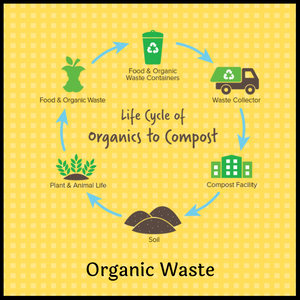 Food & Organic
Waste Containers
Food & Organic Waste
Waste Collector
Life Cycle of
Organics to Compost
Plant & Animal Life
Compost Facility
Soil
Organic Waste